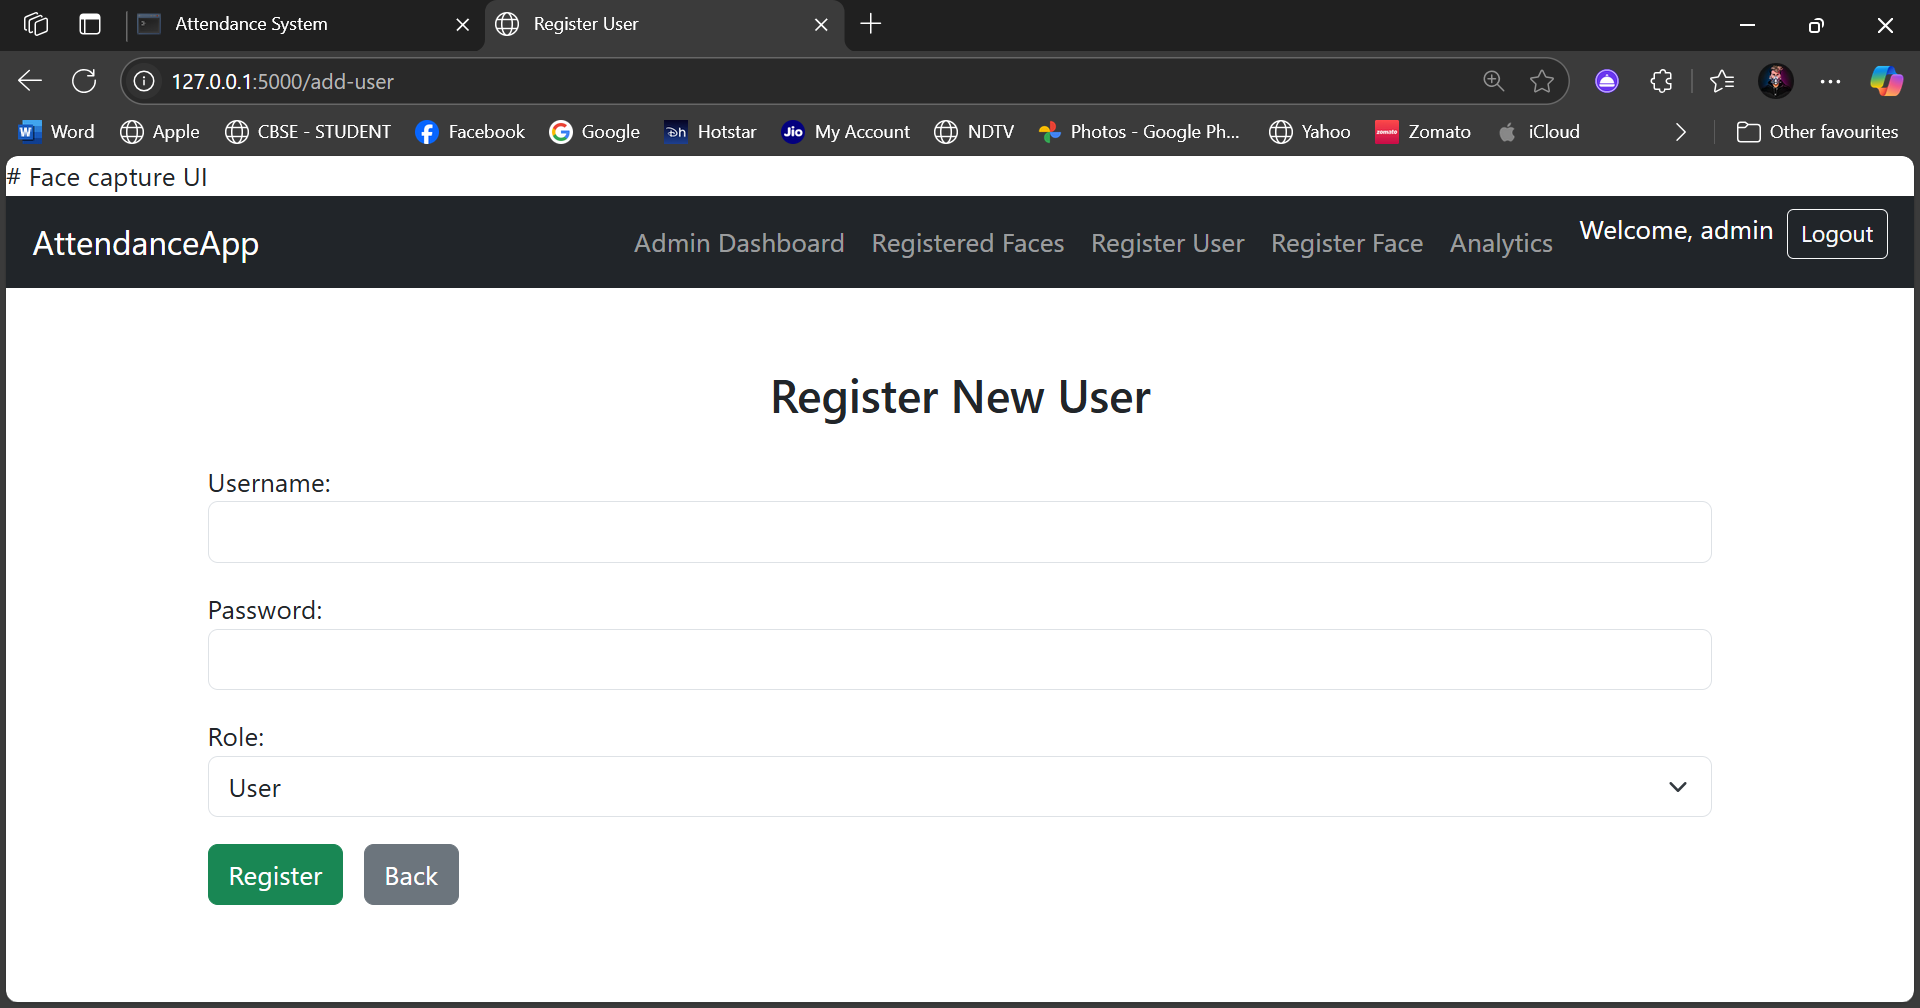 Attendance System
Register User
127.0.0.1:5000/add-user
Word Apple CBSE - STUDENT Facebook Google Hotstar My Account NDTV Photos - Google Ph... Yahoo Zomato iCloud Other favourites
# Face capture UI
AttendanceApp Admin Dashboard Registered Faces Register User Register Face Analytics Welcome, admin Logout
Register New User
Username:
Password:
Role:
User
Register Back